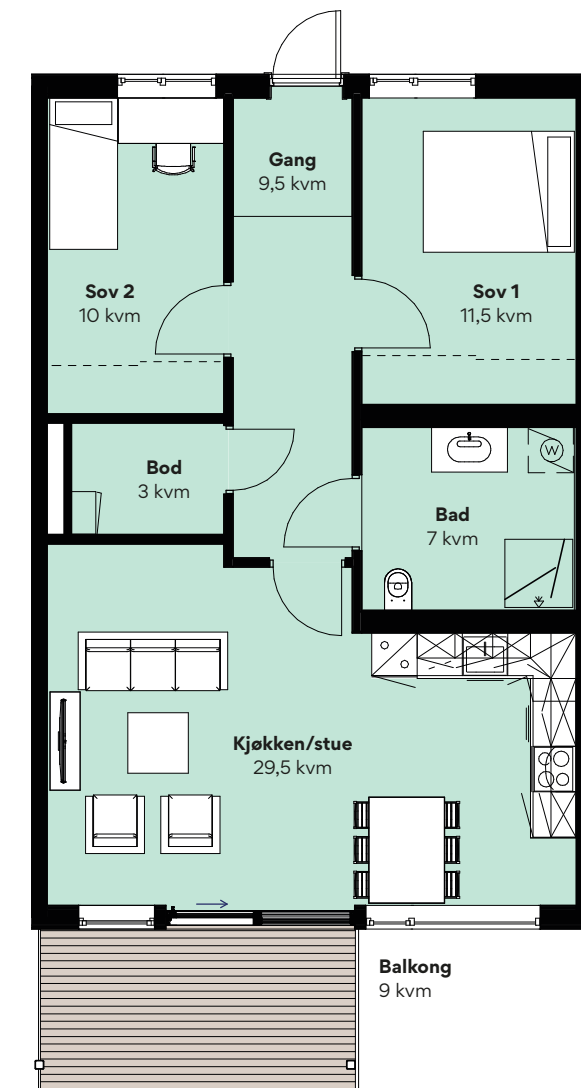 Gang
9,5 kvm
Sov 2
10 kvm
Sov 1
11,5 kvm
Bod
3 kvm
W
Bad
7 kvm
Kjøkken/stue
29,5 kvm
Balkong
9 kvm